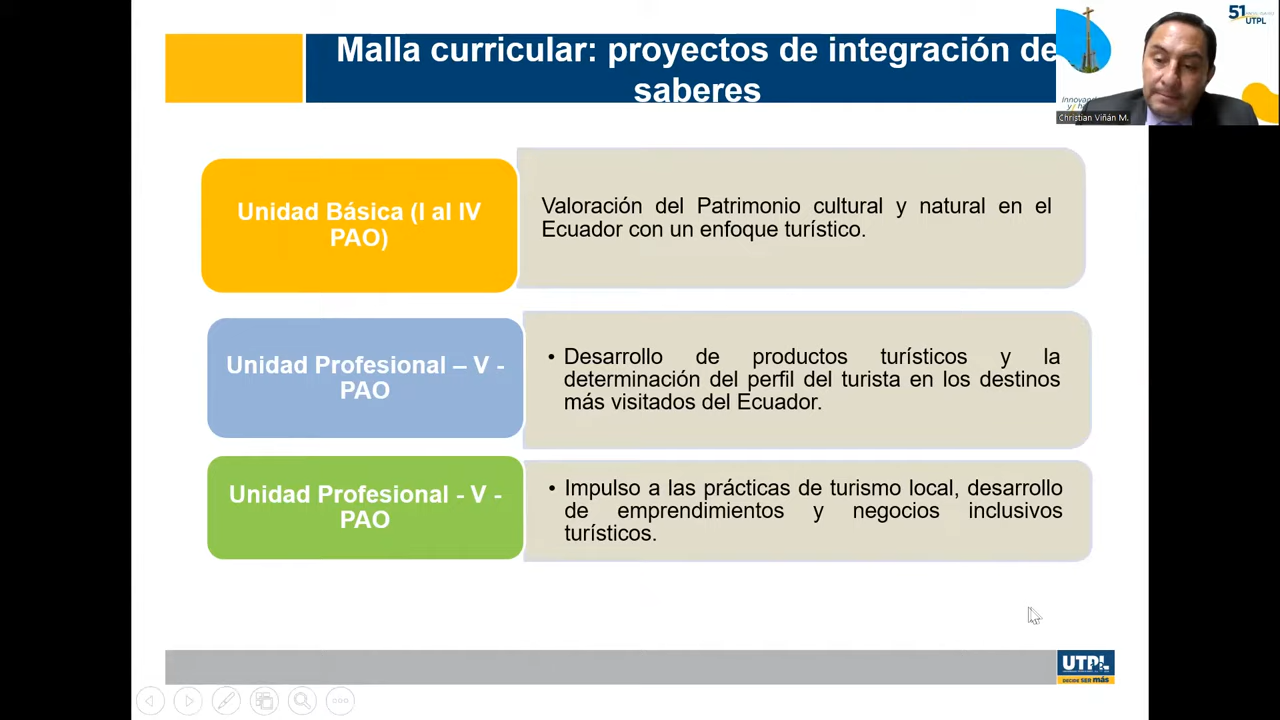 Malla curricular: proyectos de integración de
saberes
51
UTPL
Christian Viñán M.
Unidad Básica (I al IV
PAO)
Valoración del Patrimonio cultural y natural en el
Ecuador con un enfoque turístico.
Unidad Profesional – V -
PAO
• Desarrollo de productos turísticos y la
determinación del perfil del turista en los destinos
más visitados del Ecuador.
Unidad Profesional - V -
PAO
• Impulso a las prácticas de turismo local, desarrollo
de emprendimientos y negocios inclusivos
turísticos.
UTPL
DECIDE SER más